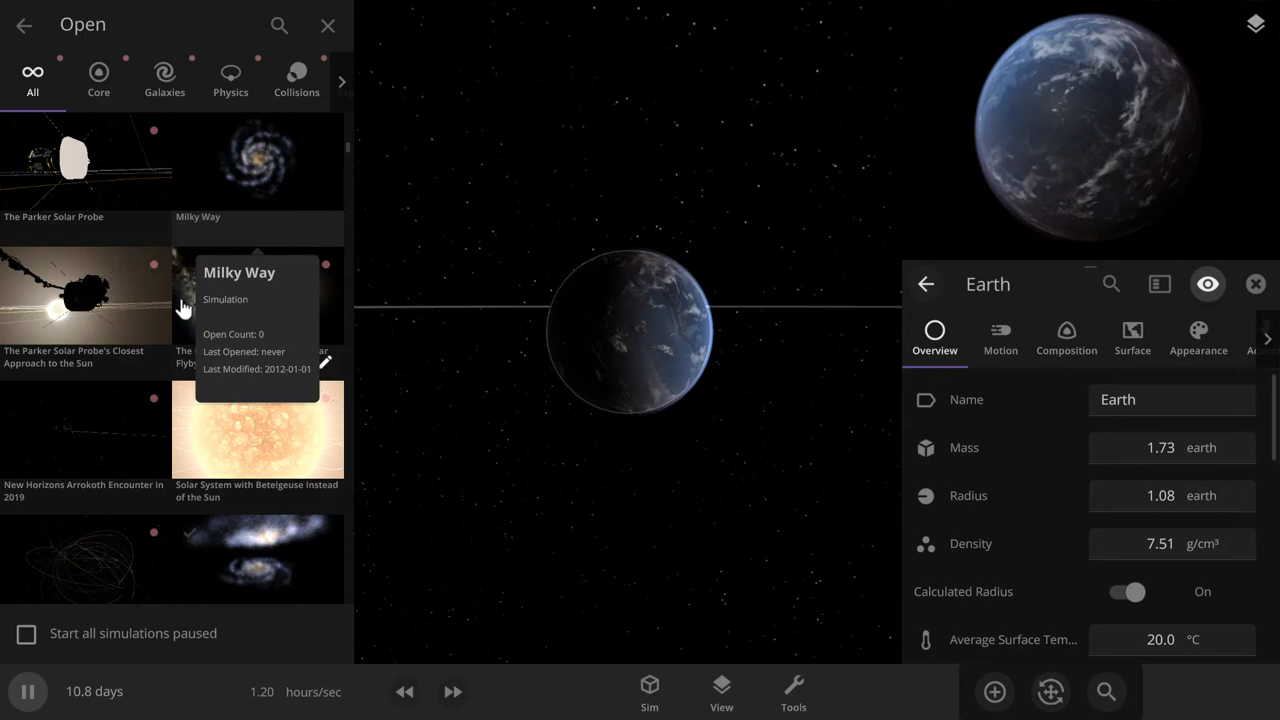 Open
All
Core
Galaxies
Physics
Collisions
The Parker Solar Probe
Milky Way
Milky Way
Simulation
Open Count: 0
Last Opened: never
Last Modified: 2012-01-01
The Parker Solar Probe's Closest
Approach to the Sun
New Horizons Arrokoth Encounter in
2019
Solar System with Betelgeuse Instead
of the Sun
Start all simulations paused
10.8 days
1.20 hours/sec
Sim
View
Tools
Earth
Overview
Motion
Composition
Surface
Appearance
Name Earth
Mass 1.73 earth
Radius 1.08 earth
Density 7.51 g/cm³
Calculated Radius On
Average Surface Tem... 20.0 °C